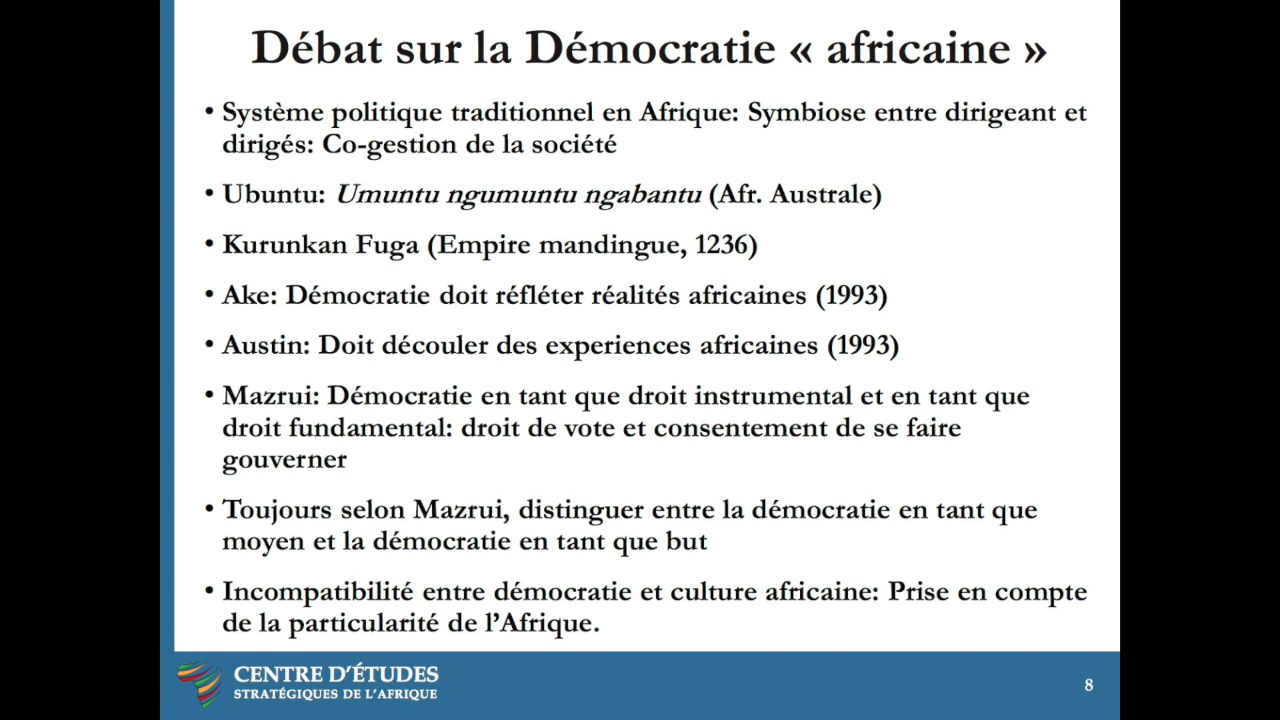 Débat sur la Démocratie « africaine »
• Système politique traditionnel en Afrique: Symbiose entre dirigeant et
dirigés: Co-gestion de la société
• Ubuntu: Umuntu ngumuntu ngabantu (Afr. Australe)
• Kurunkan Fuga (Empire mandingue, 1236)
• Ake: Démocratie doit réfléter réalités africaines (1993)
• Austin: Doit découler des experiences africaines (1993)
• Mazrui: Démocratie en tant que droit instrumental et en tant que
droit fundamental: droit de vote et consentement de se faire
gouverner
• Toujours selon Mazrui, distinguer entre la démocratie en tant que
moyen et la démocratie en tant que but
• Incompatibilité entre démocratie et culture africaine: Prise en compte
de la particularité de l’Afrique.
CENTRE D’ÉTUDES
STRATÉGIQUES DE L’AFRIQUE
8